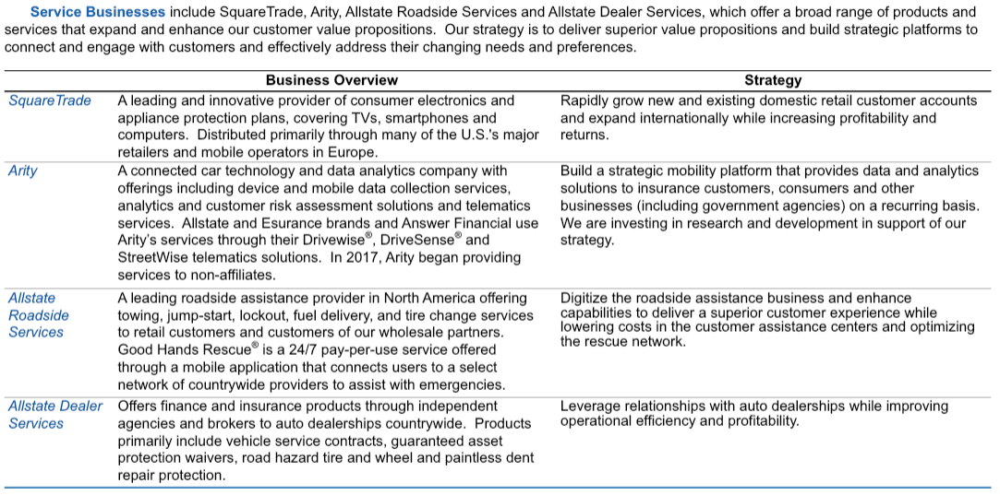 Service Businesses include SquareTrade, Arity, Allstate Roadside Services and Allstate Dealer Services, which offer a broad range of products and
services that expand and enhance our customer value propositions. Our strategy is to deliver superior value propositions and build strategic platforms to
connect and engage with customers and effectively address their changing needs and preferences.
Business Overview
Strategy
SquareTrade
A leading and innovative provider of consumer electronics and
appliance protection plans, covering TVs, smartphones and
computers. Distributed primarily through many of the U.S.'s major
retailers and mobile operators in Europe.
Rapidly grow new and existing domestic retail customer accounts
and expand internationally while increasing profitability and
returns.
Arity
A connected car technology and data analytics company with
offerings including device and mobile data collection services,
analytics and customer risk assessment solutions and telematics
services. Allstate and Esurance brands and Answer Financial use
Arity's services through their Drivewise®, DriveSense® and
StreetWise telematics solutions. In 2017, Arity began providing
services to non-affiliates.
Build a strategic mobility platform that provides data and analytics
solutions to insurance customers, consumers and other
businesses (including government agencies) on a recurring basis.
We are investing in research and development in support of our
strategy.
Allstate
Roadside
Services
A leading roadside assistance provider in North America offering
towing, jump-start, lockout, fuel delivery, and tire change services
to retail customers and customers of our wholesale partners.
Good Hands Rescue® is a 24/7 pay-per-use service offered
through a mobile application that connects users to a select
network of countrywide providers to assist with emergencies.
Digitize the roadside assistance business and enhance
capabilities to deliver a superior customer experience while
lowering costs in the customer assistance centers and optimizing
the rescue network.
Allstate Dealer
Services
Offers finance and insurance products through independent
agencies and brokers to auto dealerships countrywide. Products
primarily include vehicle service contracts, guaranteed asset
protection waivers, road hazard tire and wheel and paintless dent
repair protection.
Leverage relationships with auto dealerships while improving
operational efficiency and profitability.